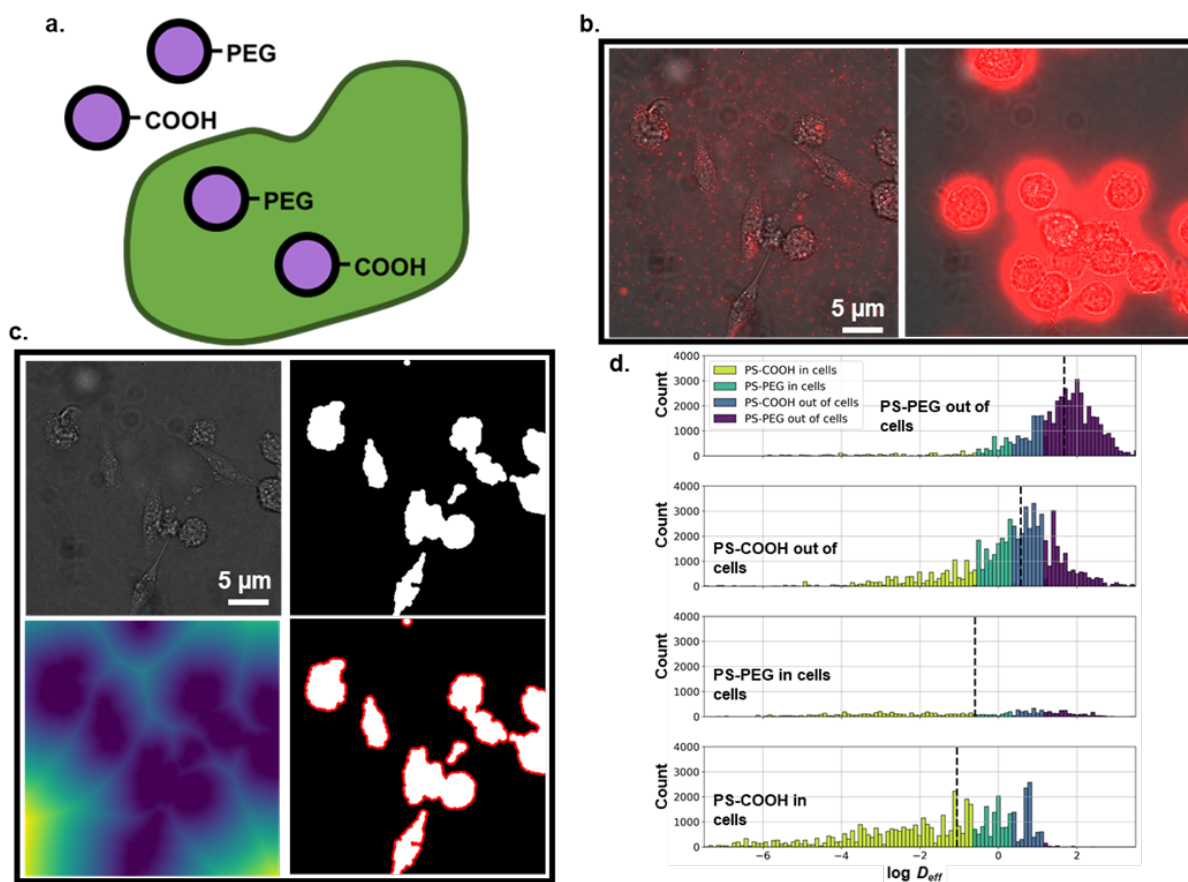 a.
PEG
COOH
PEG
COOH
b.
5 µm
c.
5 µm
d.
4000
3000
2000
1000
0
Count
PS-COOH in cells
PS-PEG in cells
PS-COOH out of cells
PS-PEG out of cells
PS-PEG out of
cells
4000
3000
2000
1000
0
Count
PS-COOH out of
cells
4000
3000
2000
1000
0
Count
PS-PEG in cells
cells
4000
3000
2000
1000
0
Count
PS-COOH in
cells
-6
-4
-2
0
2
log Deff